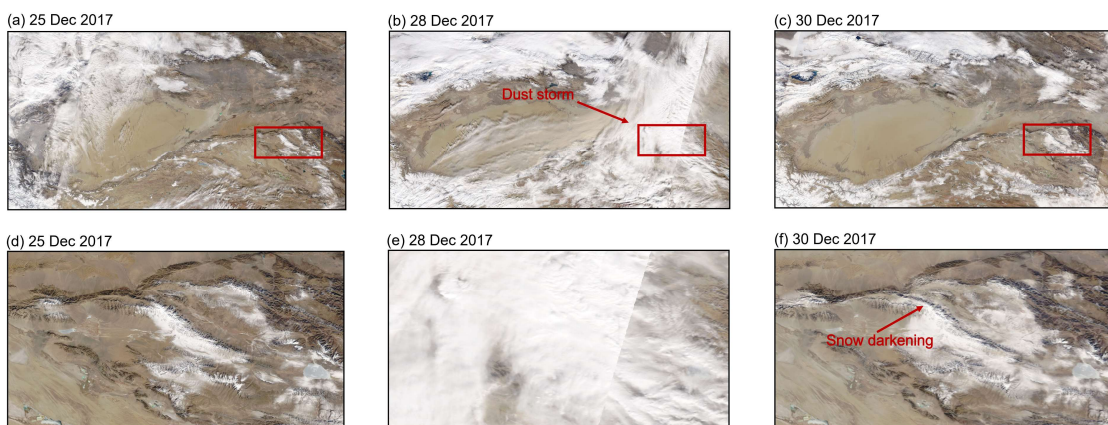 (a) 25 Dec 2017
(b) 28 Dec 2017
(c) 30 Dec 2017
Dust storm
(d) 25 Dec 2017
(e) 28 Dec 2017
(f) 30 Dec 2017
Snow darkening